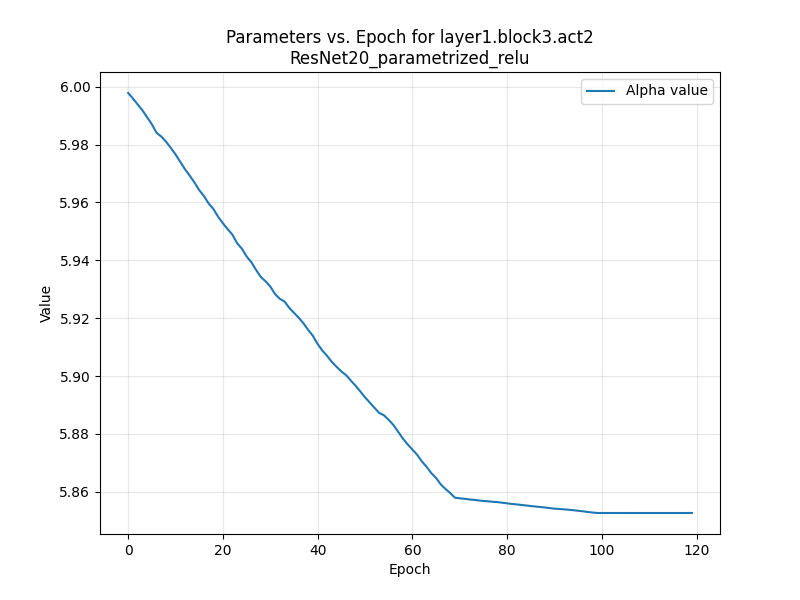 Parameters vs. Epoch for layer1.block3.act2
ResNet20_parametrized_relu
Alpha value
6.00
5.98
5.96
5.94
5.92
5.90
5.88
5.86
Value
0 20 40 60 80 100 120
Epoch